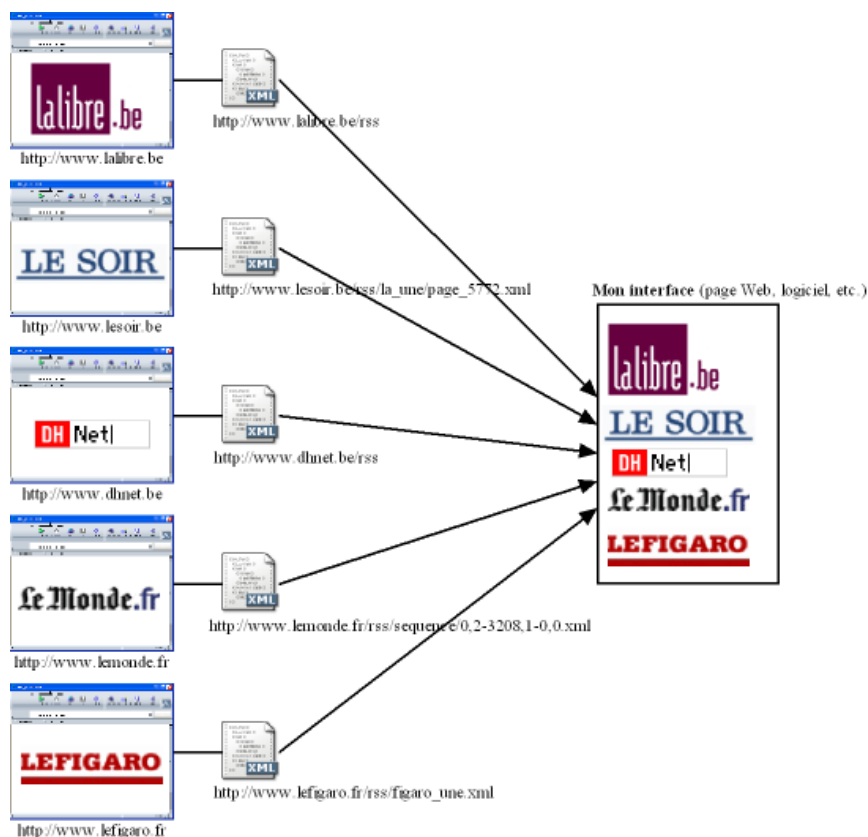 lalibre.be
XML
http://www.lalibre.be/rss
http://www.lalibre.be
LE SOIR
XML
http://www.lesoir.be/rss/la_une/page_5772.xml
http://www.lesoir.be
Mon interface (page Web, logiciel, etc.)
lalibre.be
LE SOIR
DH Net
Le Monde.fr
LEFIGARO
DH Net
XML
http://www.dhnet.be/rss
http://www.dhnet.be
Le Monde.fr
XML
http://www.lemonde.fr/rss/sequence/0,2-3208,1-0,0.xml
http://www.lemonde.fr
LEFIGARO
XML
http://www.lefigaro.fr/rss/figaro_une.xml
http://www.lefigaro.fr